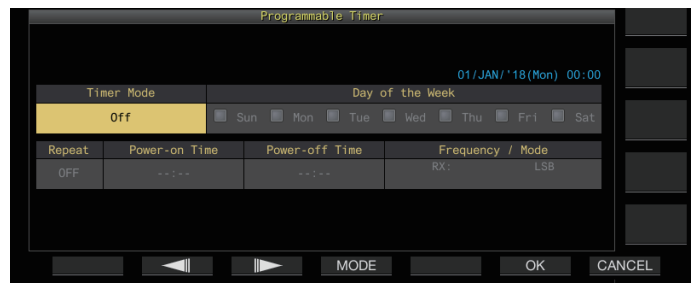 Programmable Timer
01/JAN/'18(Mon) 00:00
Timer Mode Day of the Week
Off Sun Mon Tue Wed Thu Fri Sat
Repeat Power-on Time Power-off Time Frequency / Mode
OFF --:-- --:-- RX: LSB
MODE OK CANCEL